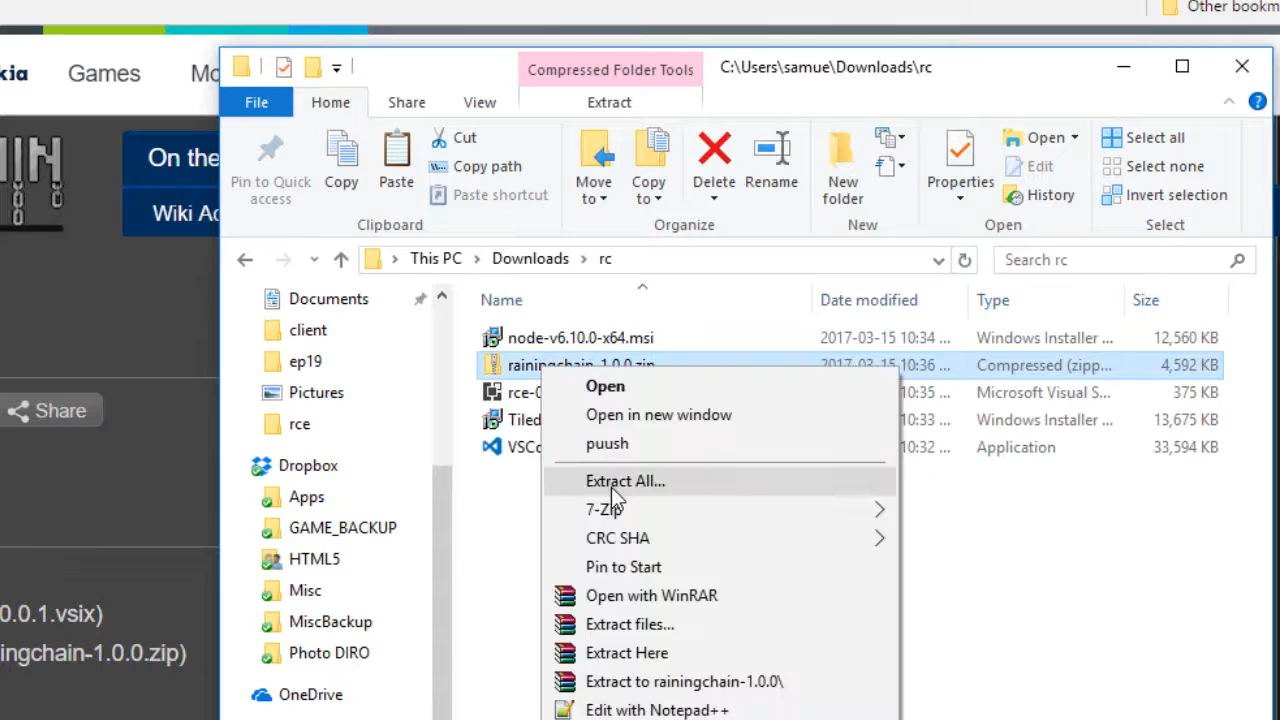 Other bookm
kia
Games
Mo
Compressed Folder Tools
C:\Users\samue\Downloads\rc
File
Home
Share
View
Extract
On the
Wiki Ac
Pin to Quick access
Copy
Paste
Cut
Copy path
Paste shortcut
Clipboard
Move to
Copy to
Delete
Rename
Organize
New folder
New
Properties
Open
Edit
History
Open
Select all
Select none
Invert selection
Select
This PC > Downloads > rc
Search rc
Documents
client
ep19
Pictures
rce
Dropbox
Apps
GAME_BACKUP
HTML5
Misc
MiscBackup
Photo DIRO
OneDrive
Name
Date modified
Type
Size
node-v6.10.0-x64.msi 2017-03-15 10:34 ... Windows Installer ... 12,560 KB
rainingchain-1.0.0.zip 2017-03-15 10:36 ... Compressed (zipp... 4,592 KB
rce-0 10:35 ... Microsoft Visual S... 375 KB
Tiled 10:33 ... Windows Installer ... 13,675 KB
VSCo 10:32 ... Application 33,594 KB
Open
Open in new window
puush
Extract All...
7-Zip
CRC SHA
Pin to Start
Open with WinRAR
Extract files...
Extract Here
Extract to rainingchain-1.0.0\
Edit with Notepad++
Share
0.0.1.vsix)
ingchain-1.0.0.zip)